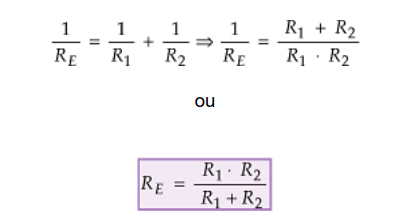 1/R_E = 1/R_1 + 1/R_2 ⇒ 1/R_E = (R_1 + R_2)/(R_1 · R_2)
ou
R_E = (R_1 · R_2)/(R_1 + R_2)